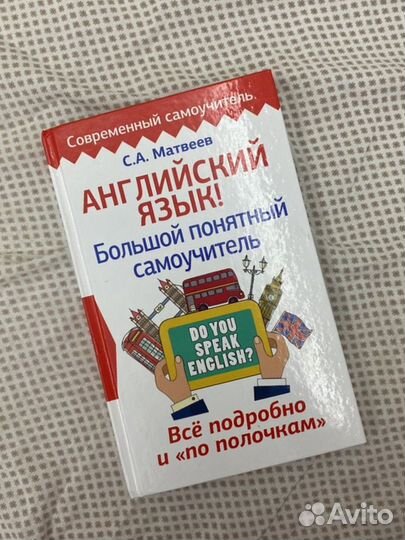 Современный самоучитель
С.А. Матвеев
АНГЛИЙСКИЙ
ЯЗЫК!
Большой понятный
самоучитель
DO YOU
SPEAK
ENGLISH?
Всё подробно
и «по полочкам»
Avito